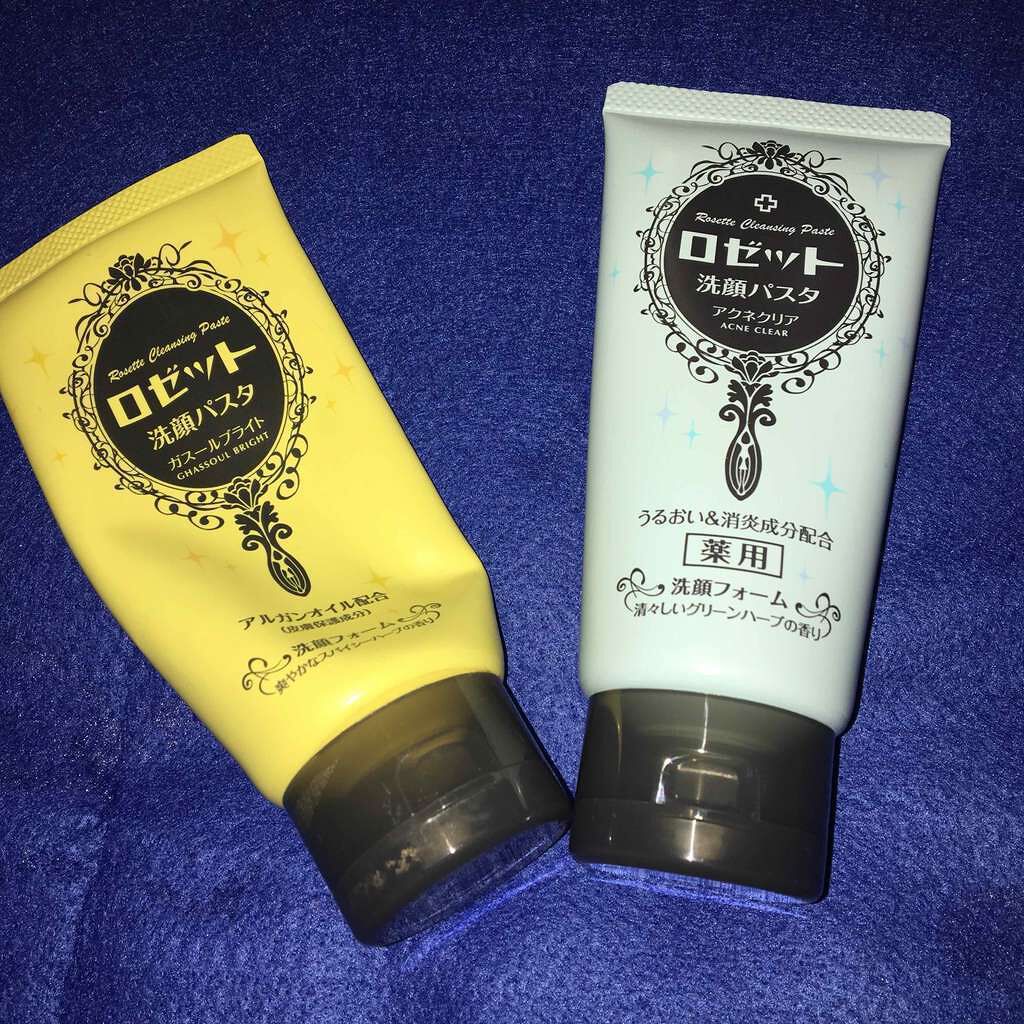 Rosette Cleansing Paste
ロゼット
洗顔パスタ
ガスールブライト
GHASSOUL BRIGHT
アルガンオイル配合
(皮膚保護成分)
洗顔フォーム
爽やかなスパイシーハーブの香り
Rosette Cleansing Paste
ロゼット
洗顔パスタ
アクネクリア
ACNE CLEAR
うるおい&消炎成分配合
薬用
洗顔フォーム
清々しいグリーンハーブの香り